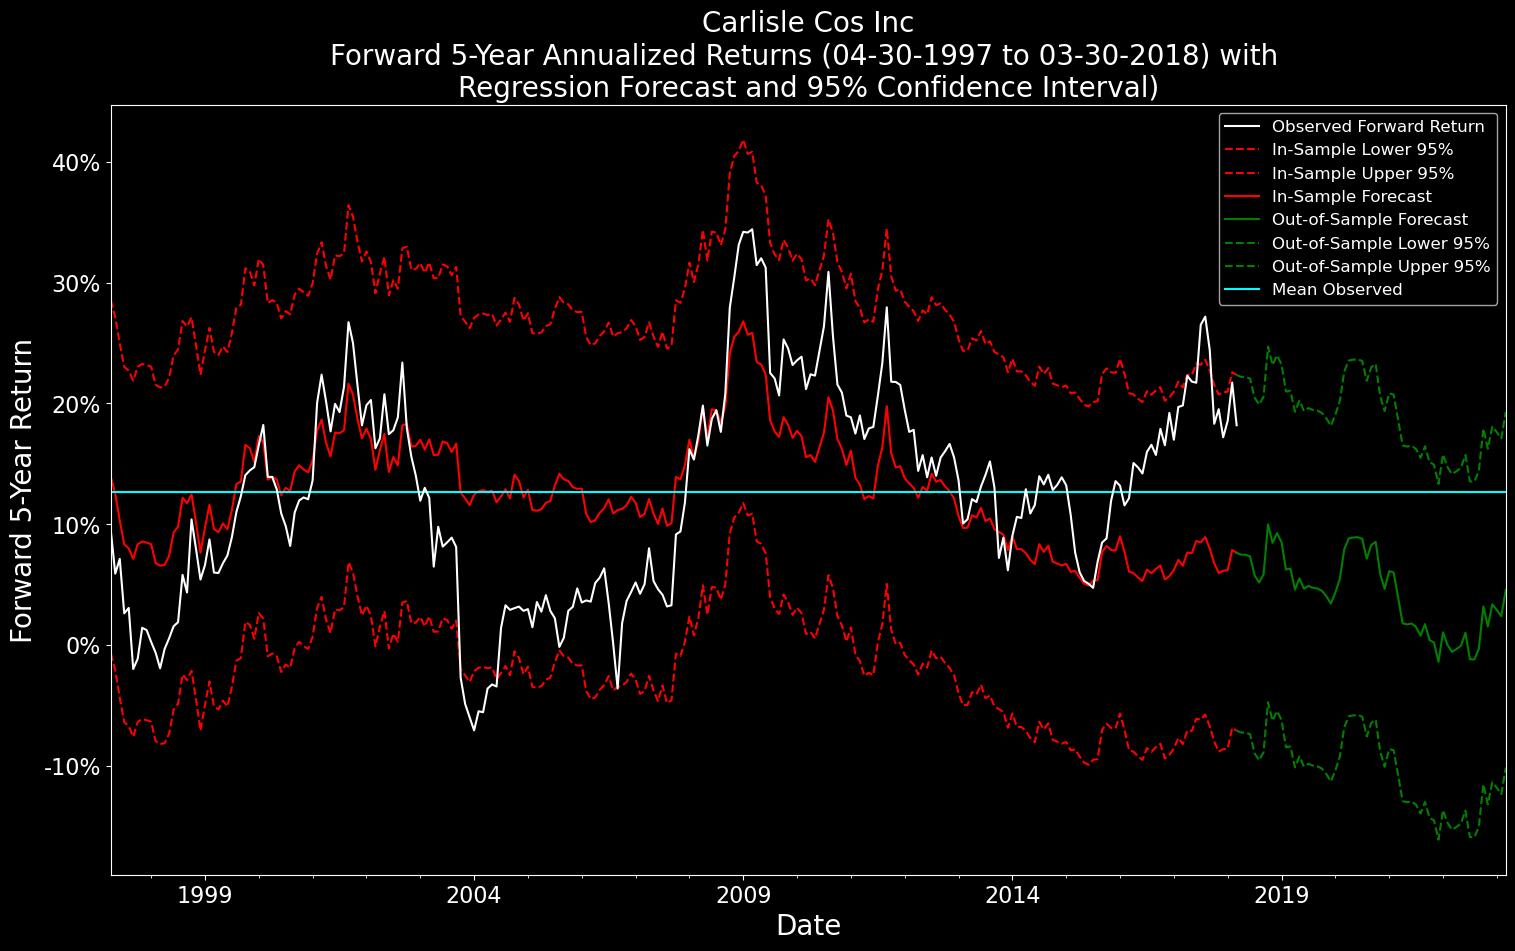 Carlisle Cos Inc
Forward 5-Year Annualized Returns (04-30-1997 to 03-30-2018) with
Regression Forecast and 95% Confidence Interval)
Observed Forward Return
In-Sample Lower 95%
In-Sample Upper 95%
In-Sample Forecast
Out-of-Sample Forecast
Out-of-Sample Lower 95%
Out-of-Sample Upper 95%
Mean Observed
Forward 5-Year Return
40%
30%
20%
10%
0%
-10%
1999
2004
2009
2014
2019
Date